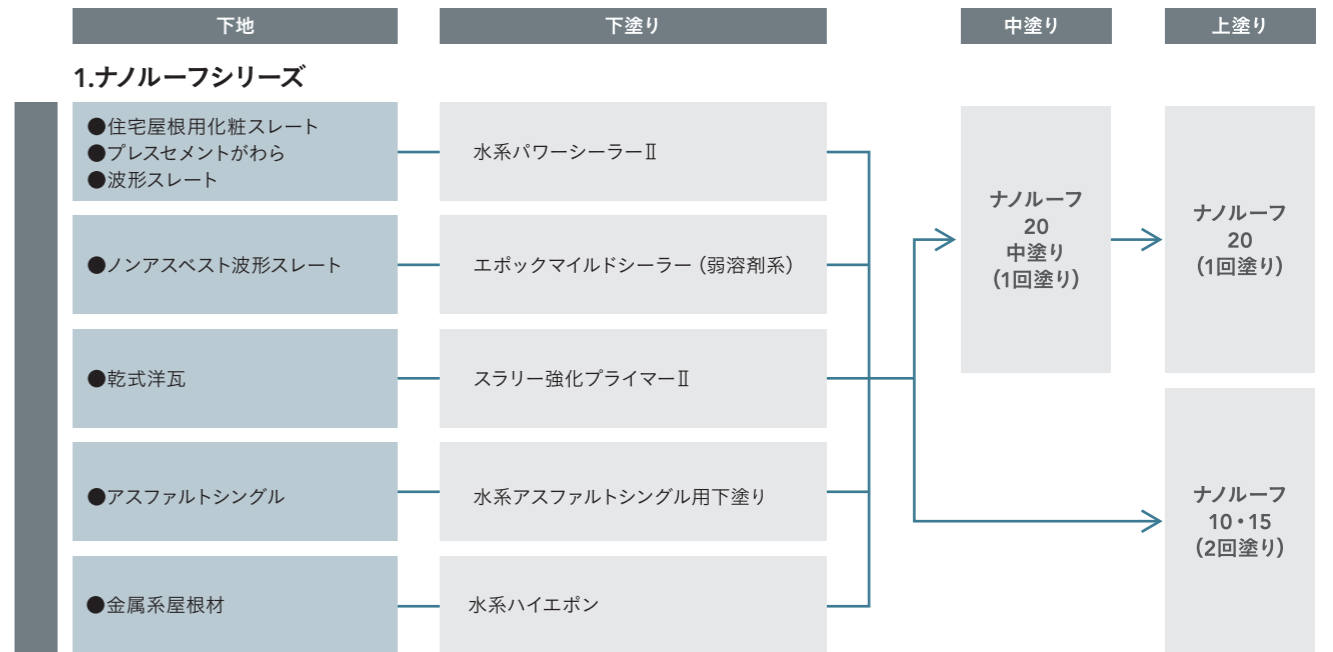 下地
下塗り
中塗り
上塗り
1.ナノルーフシリーズ
●住宅屋根用化粧スレート
●プレスセメントがわら
●波形スレート
水系パワーシーラーⅡ
●ノンアスベスト波形スレート
エポックマイルドシーラー（弱溶剤系）
●乾式洋瓦
スラリー強化プライマーⅡ
●アスファルトシングル
水系アスファルトシングル用下塗り
●金属系屋根材
水系ハイエポン
ナノルーフ
20
中塗り
（1回塗り）
ナノルーフ
20
（1回塗り）
ナノルーフ
10・15
（2回塗り）